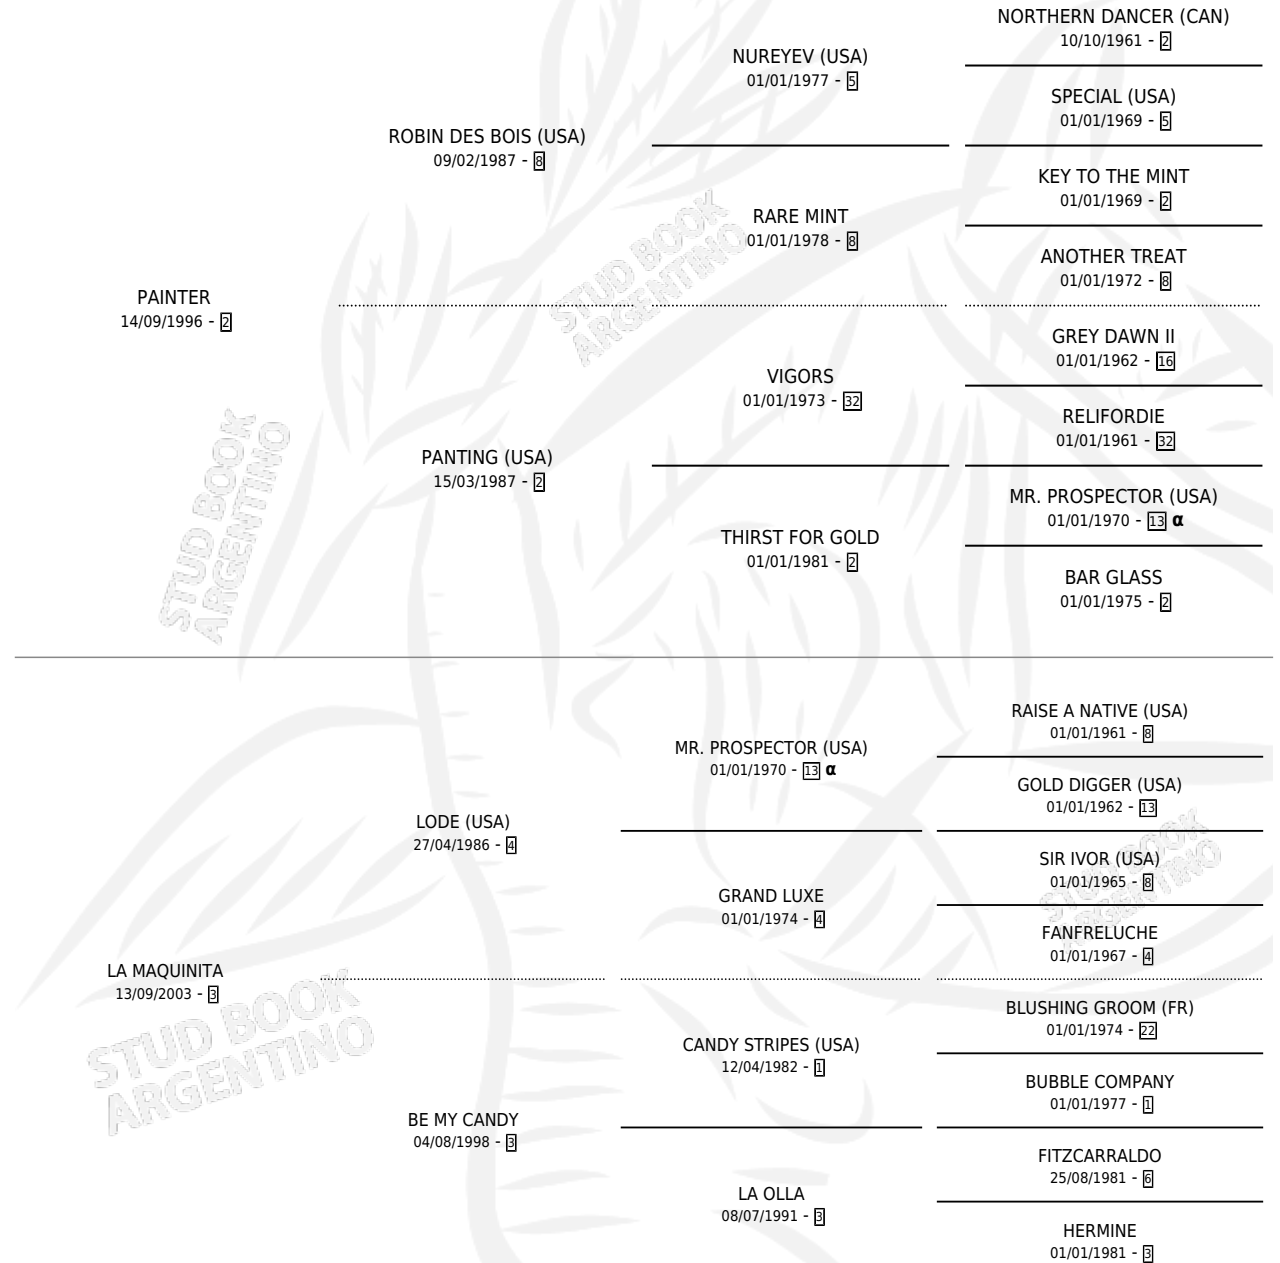 NORTHERN DANCER (CAN)
10/10/1961 - 2
NUREYEV (USA)
01/01/1977 - 5
SPECIAL (USA)
01/01/1969 - 5
ROBIN DES BOIS (USA)
09/02/1987 - 8
KEY TO THE MINT
01/01/1969 - 2
RARE MINT
01/01/1978 - 8
ANOTHER TREAT
01/01/1972 - 8
PAINTER
14/09/1996 - 2
GREY DAWN II
01/01/1962 - 16
VIGORS
01/01/1973 - 32
RELIFORDIE
01/01/1961 - 32
PANTING (USA)
15/03/1987 - 2
MR. PROSPECTOR (USA)
01/01/1970 - 13 α
THIRST FOR GOLD
01/01/1981 - 2
BAR GLASS
01/01/1975 - 2
RAISE A NATIVE (USA)
01/01/1961 - 8
MR. PROSPECTOR (USA)
01/01/1970 - 13 α
GOLD DIGGER (USA)
01/01/1962 - 13
LODE (USA)
27/04/1986 - 4
SIR IVOR (USA)
01/01/1965 - 8
GRAND LUXE
01/01/1974 - 4
FANFRELUCHE
01/01/1967 - 4
LA MAQUINITA
13/09/2003 - 3
BLUSHING GROOM (FR)
01/01/1974 - 22
CANDY STRIPES (USA)
12/04/1982 - 1
BUBBLE COMPANY
01/01/1977 - 1
BE MY CANDY
04/08/1998 - 3
FITZCARRALDO
25/08/1981 - 6
LA OLLA
08/07/1991 - 3
HERMINE
01/01/1981 - 3
STUD BOOK
ARGENTINO
STUD BOOK
ARGENTINO
STUD BOOK
ARGENTINO
STUD BOOK
ARGENTINO